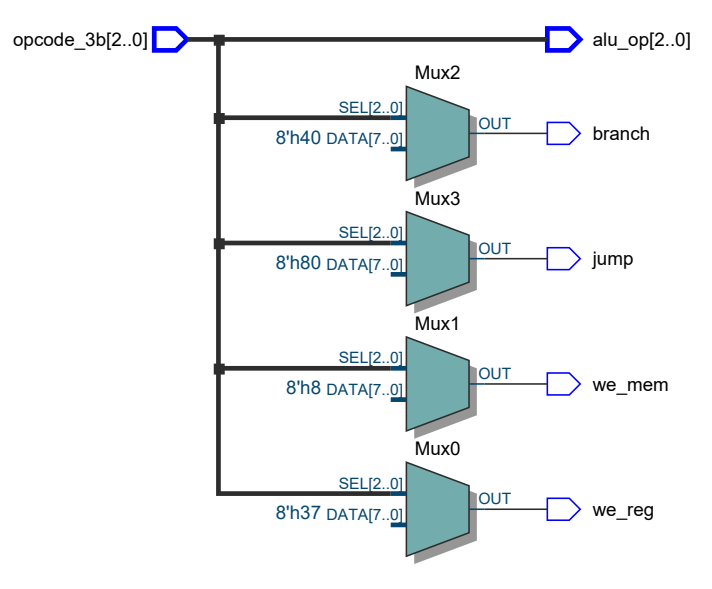 opcode_3b[2..0]
alu_op[2..0]
Mux2
SEL[2..0]
8'h40 DATA[7..0]
OUT
branch
Mux3
SEL[2..0]
8'h80 DATA[7..0]
OUT
jump
Mux1
SEL[2..0]
8'h8 DATA[7..0]
OUT
we_mem
Mux0
SEL[2..0]
8'h37 DATA[7..0]
OUT
we_reg